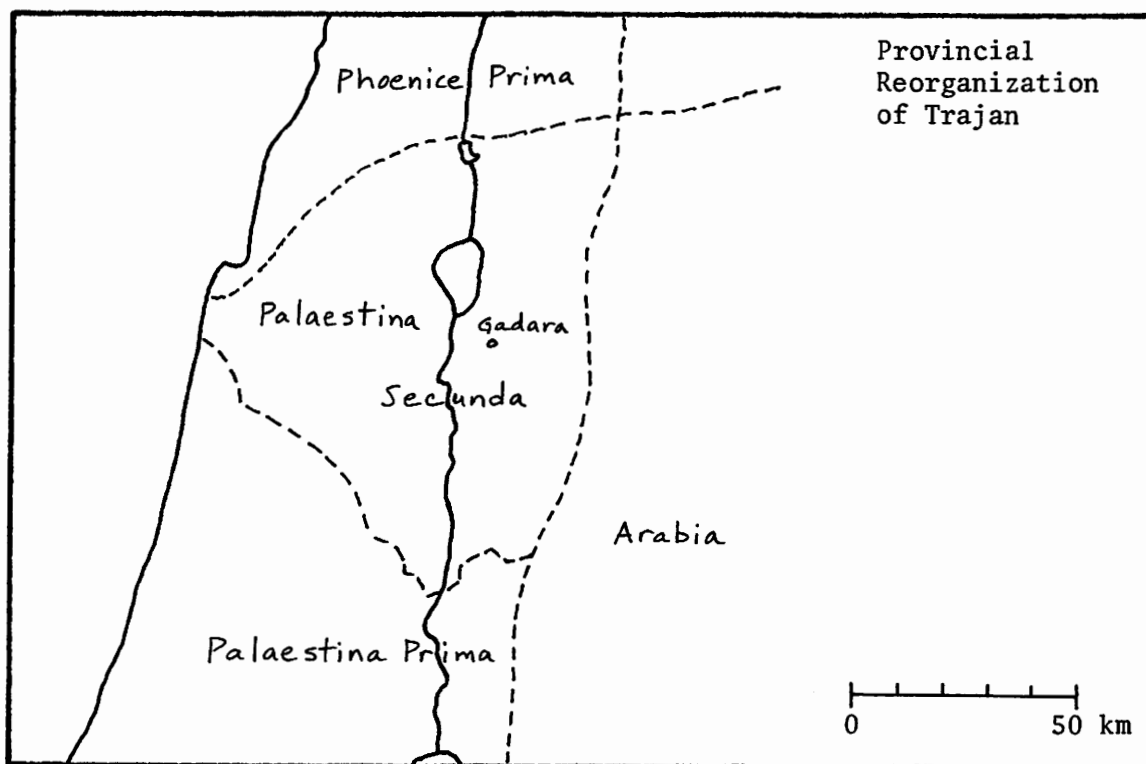 Provincial
Reorganization
of Trajan
Phoenice Prima
Palaestina
Gadara
Secunda
Arabia
Palaestina Prima
0 50 km